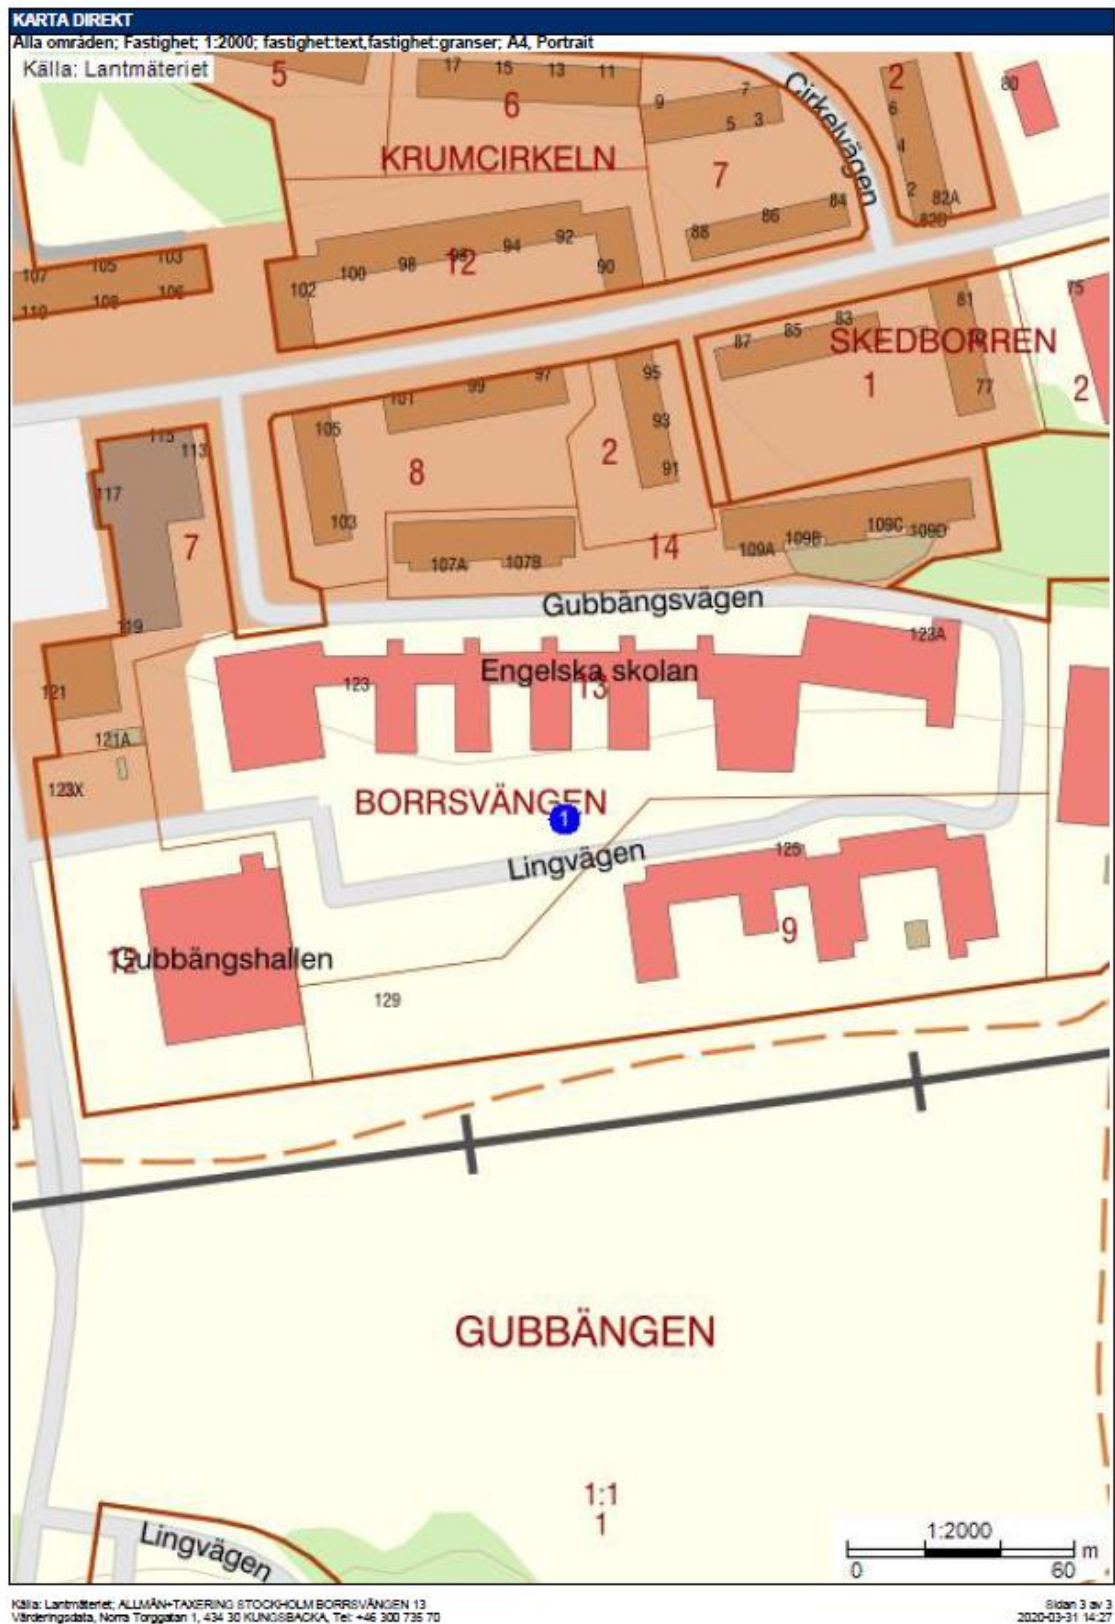 KARTA DIREKT
Alla områden; Fastighet; 1:2000; fastighet:text,fastighet:granser; A4, Portrait
Källa: Lantmäteriet
5
17 15 13 11
6
9 7 5 3
Cirkelvägen
2
6 4 2
82A
82B
80
KRUMCIRKELN
7
88 86 84
107 105 103
110 108 106
102 100 98 96 94 92 90
12
87 85 83 81
SKEDBORREN
1
77
75
2
101 99 97
105
103
8
95
93
91
2
115
113
117
7
119
107A 107B
14
109A 109B 109C 109D
Gubbängsvägen
121
121A
123X
123
Engelska skolan
13
123A
BORRSVÄNGEN
1
Lingvägen
125
9
12
Gubbängshallen
129
GUBBÄNGEN
1:1
1
Lingvägen
1:2000
0 60 m
Källa: Lantmäteriet; ALLMÄN+TAXERING STOCKHOLM BORRSVÄNGEN 13
Värderingsdata, Norra Torggatan 1, 434 30 KUNGSBACKA, Tel: +46 300 735 70
Sidan 3 av 3
2020-03-31 14:27